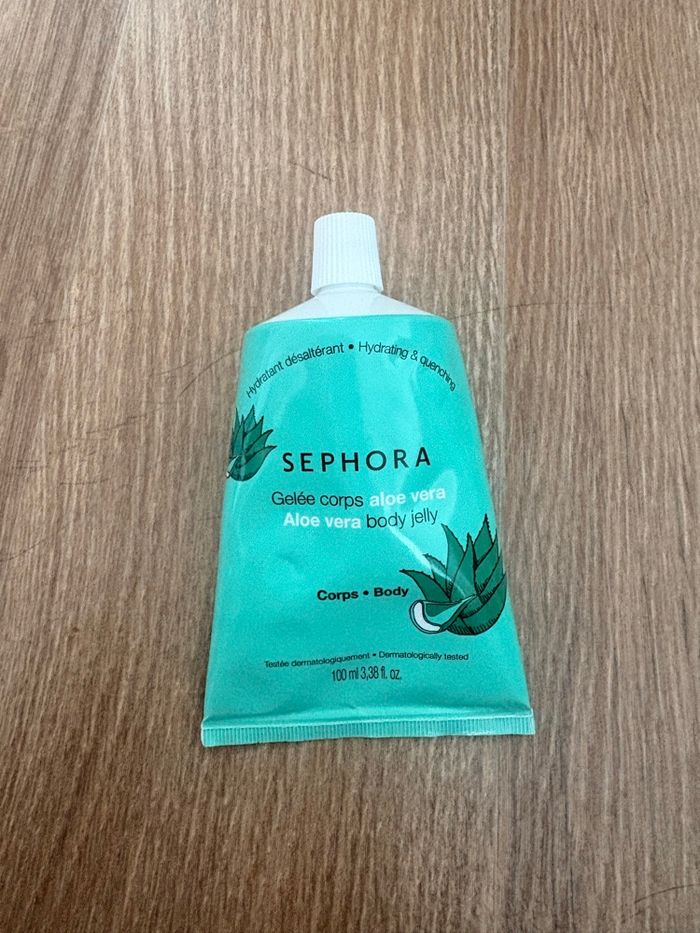 Hydratant désaltérant • Hydrating & quenching
SEPHORA
Gelée corps aloe vera
Aloe vera body jelly
Corps • Body
Testée dermatologiquement • Dermatologically tested
100 ml 3,38 fl. oz.